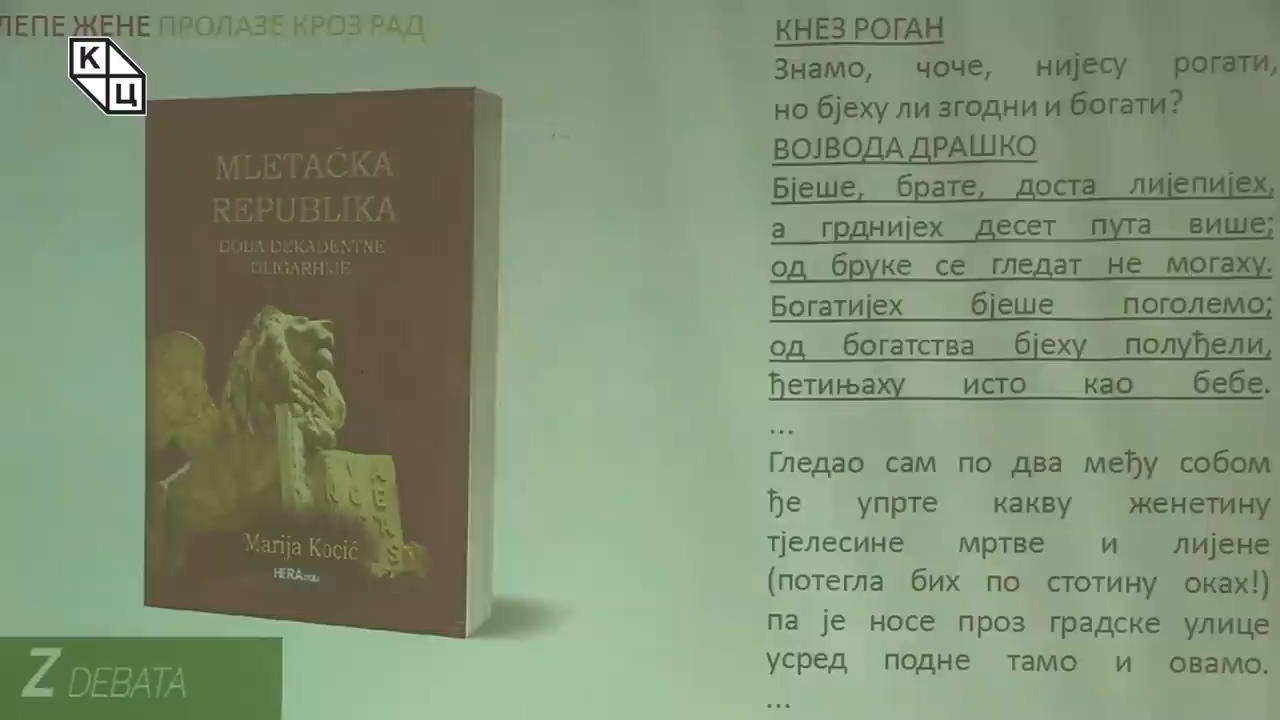 ЛЕПЕ ЖЕНЕ ПРОЛАЗЕ КРОЗ РАД
К
Ц
MLETAČKA
REPUBLIKA
DOBA DEKADENTNE
OLIGARHIJE
Marija Kocić
HERAedu
Z DEBATA
КНЕЗ РОГАН
Знамо, чоче, нијесу рогати,
но бјеху ли згодни и богати?
ВОЈВОДА ДРАШКО
Бјеше, брате, доста лијепијех,
а грднијех десет пута више;
од бруке се гледат не могаху.
Богатијех бјеше поголемо;
од богатства бјеху полуђели,
ђетињаху исто као бебе.
...
Гледао сам по два међу собом
ђе упрте какву женетину
тјелесине мртве и лијене
(потегла бих по стотину оках!)
па је носе проз градске улице
усред подне тамо и овамо.
...